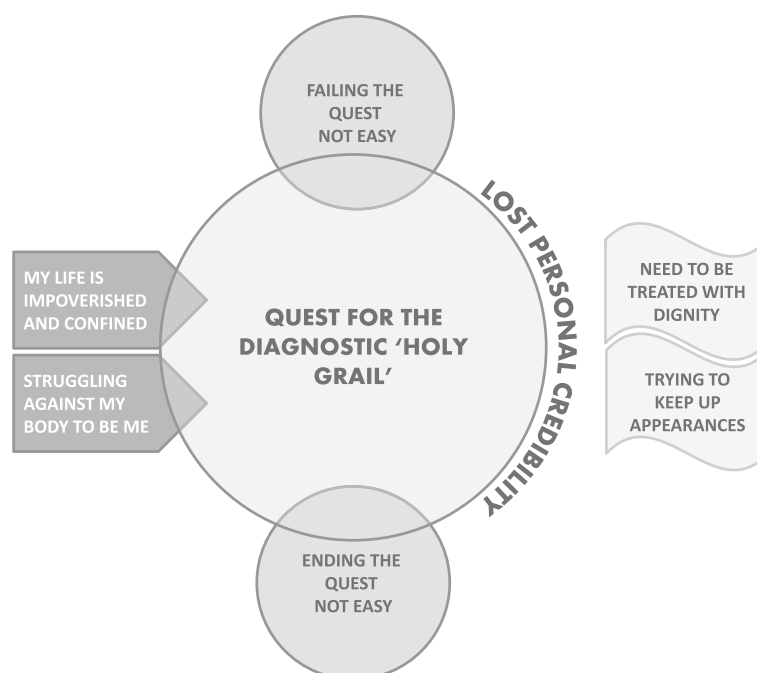 FAILING THE
QUEST
NOT EASY
LOST PERSONAL CREDIBILITY
MY LIFE IS
IMPOVERISHED
AND CONFINED
STRUGGLING
AGAINST MY
BODY TO BE ME
QUEST FOR THE
DIAGNOSTIC ‘HOLY
GRAIL’
NEED TO BE
TREATED WITH
DIGNITY
TRYING TO
KEEP UP
APPEARANCES
ENDING THE
QUEST
NOT EASY